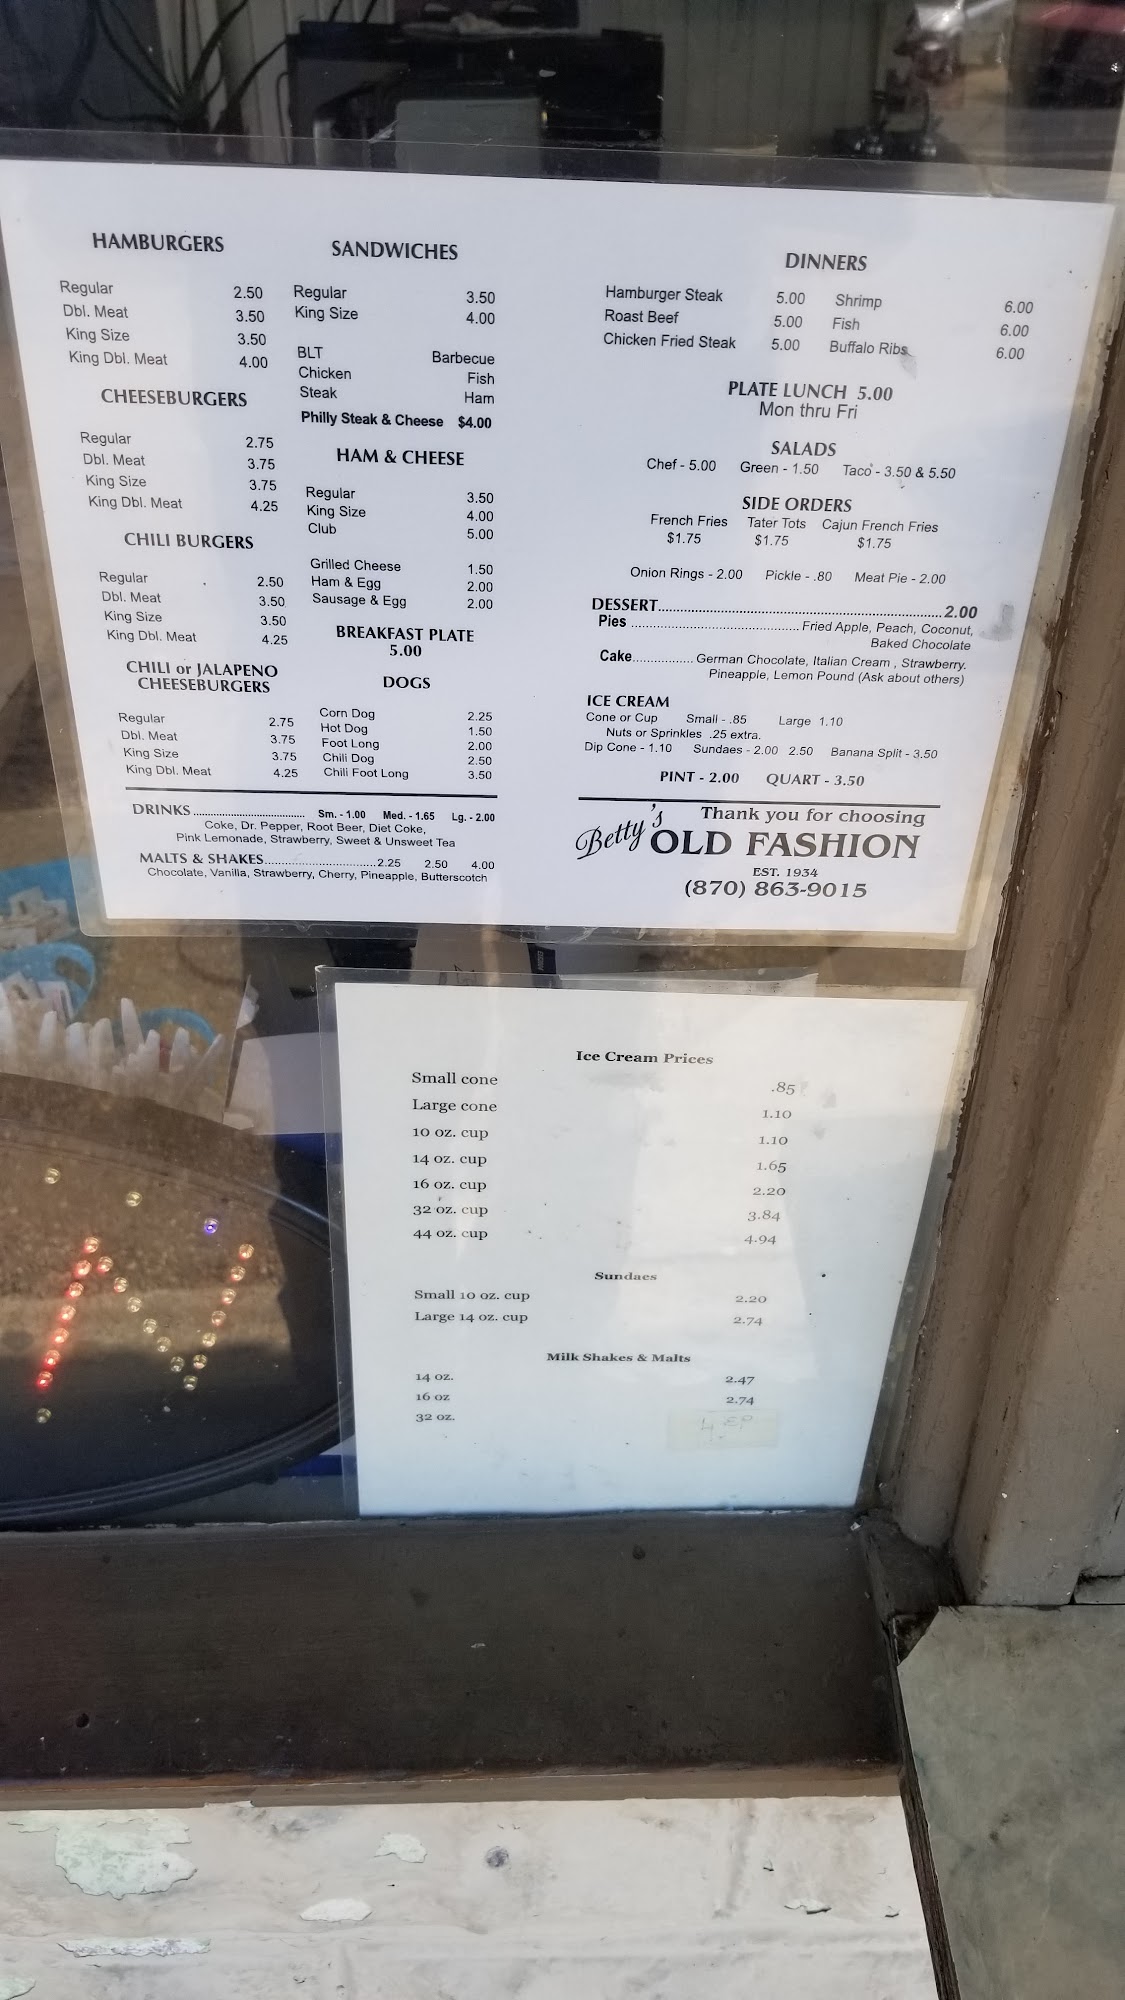 HAMBURGERS
Regular 2.50
Dbl. Meat 3.50
King Size 3.50
King Dbl. Meat 4.00
CHEESEBURGERS
Regular 2.75
Dbl. Meat 3.75
King Size 3.75
King Dbl. Meat 4.25
CHILI BURGERS
Regular 2.50
Dbl. Meat 3.50
King Size 3.50
King Dbl. Meat 4.25
CHILI or JALAPENO
CHEESEBURGERS
Regular 2.75
Dbl. Meat 3.75
King Size 3.75
King Dbl. Meat 4.25
SANDWICHES
Regular 3.50
King Size 4.00
BLT Barbecue
Chicken Fish
Steak Ham
Philly Steak & Cheese $4.00
HAM & CHEESE
Regular 3.50
King Size 4.00
Club 5.00
Grilled Cheese 1.50
Ham & Egg 2.00
Sausage & Egg 2.00
BREAKFAST PLATE
5.00
DOGS
Corn Dog 2.25
Hot Dog 1.50
Foot Long 2.00
Chili Dog 2.50
Chili Foot Long 3.50
DRINKS .................................... Sm. - 1.00 Med. - 1.65 Lg. - 2.00
Coke, Dr. Pepper, Root Beer, Diet Coke,
Pink Lemonade, Strawberry, Sweet & Unsweet Tea
MALTS & SHAKES............................2.25 2.50 4.00
Chocolate, Vanilla, Strawberry, Cherry, Pineapple, Butterscotch
DINNERS
Hamburger Steak 5.00 Shrimp 6.00
Roast Beef 5.00 Fish 6.00
Chicken Fried Steak 5.00 Buffalo Ribs 6.00
PLATE LUNCH 5.00
Mon thru Fri
SALADS
Chef - 5.00 Green - 1.50 Taco - 3.50 & 5.50
SIDE ORDERS
French Fries Tater Tots Cajun French Fries
$1.75 $1.75 $1.75
Onion Rings - 2.00 Pickle - .80 Meat Pie - 2.00
DESSERT..................................................................2.00
Pies ............................................Fried Apple, Peach, Coconut,
Baked Chocolate
Cake................German Chocolate, Italian Cream , Strawberry.
Pineapple, Lemon Pound (Ask about others)
ICE CREAM
Cone or Cup Small - .85 Large 1.10
Nuts or Sprinkles .25 extra.
Dip Cone - 1.10 Sundaes - 2.00 2.50 Banana Split - 3.50
PINT - 2.00 QUART - 3.50
Thank you for choosing
Betty's OLD FASHION
EST. 1934
(870) 863-9015
Ice Cream Prices
Small cone .85
Large cone 1.10
10 oz. cup 1.10
14 oz. cup 1.65
16 oz. cup 2.20
32 oz. cup 3.84
44 oz. cup 4.94
Sundaes
Small 10 oz. cup 2.20
Large 14 oz. cup 2.74
Milk Shakes & Malts
14 oz. 2.47
16 oz 2.74
32 oz.
N